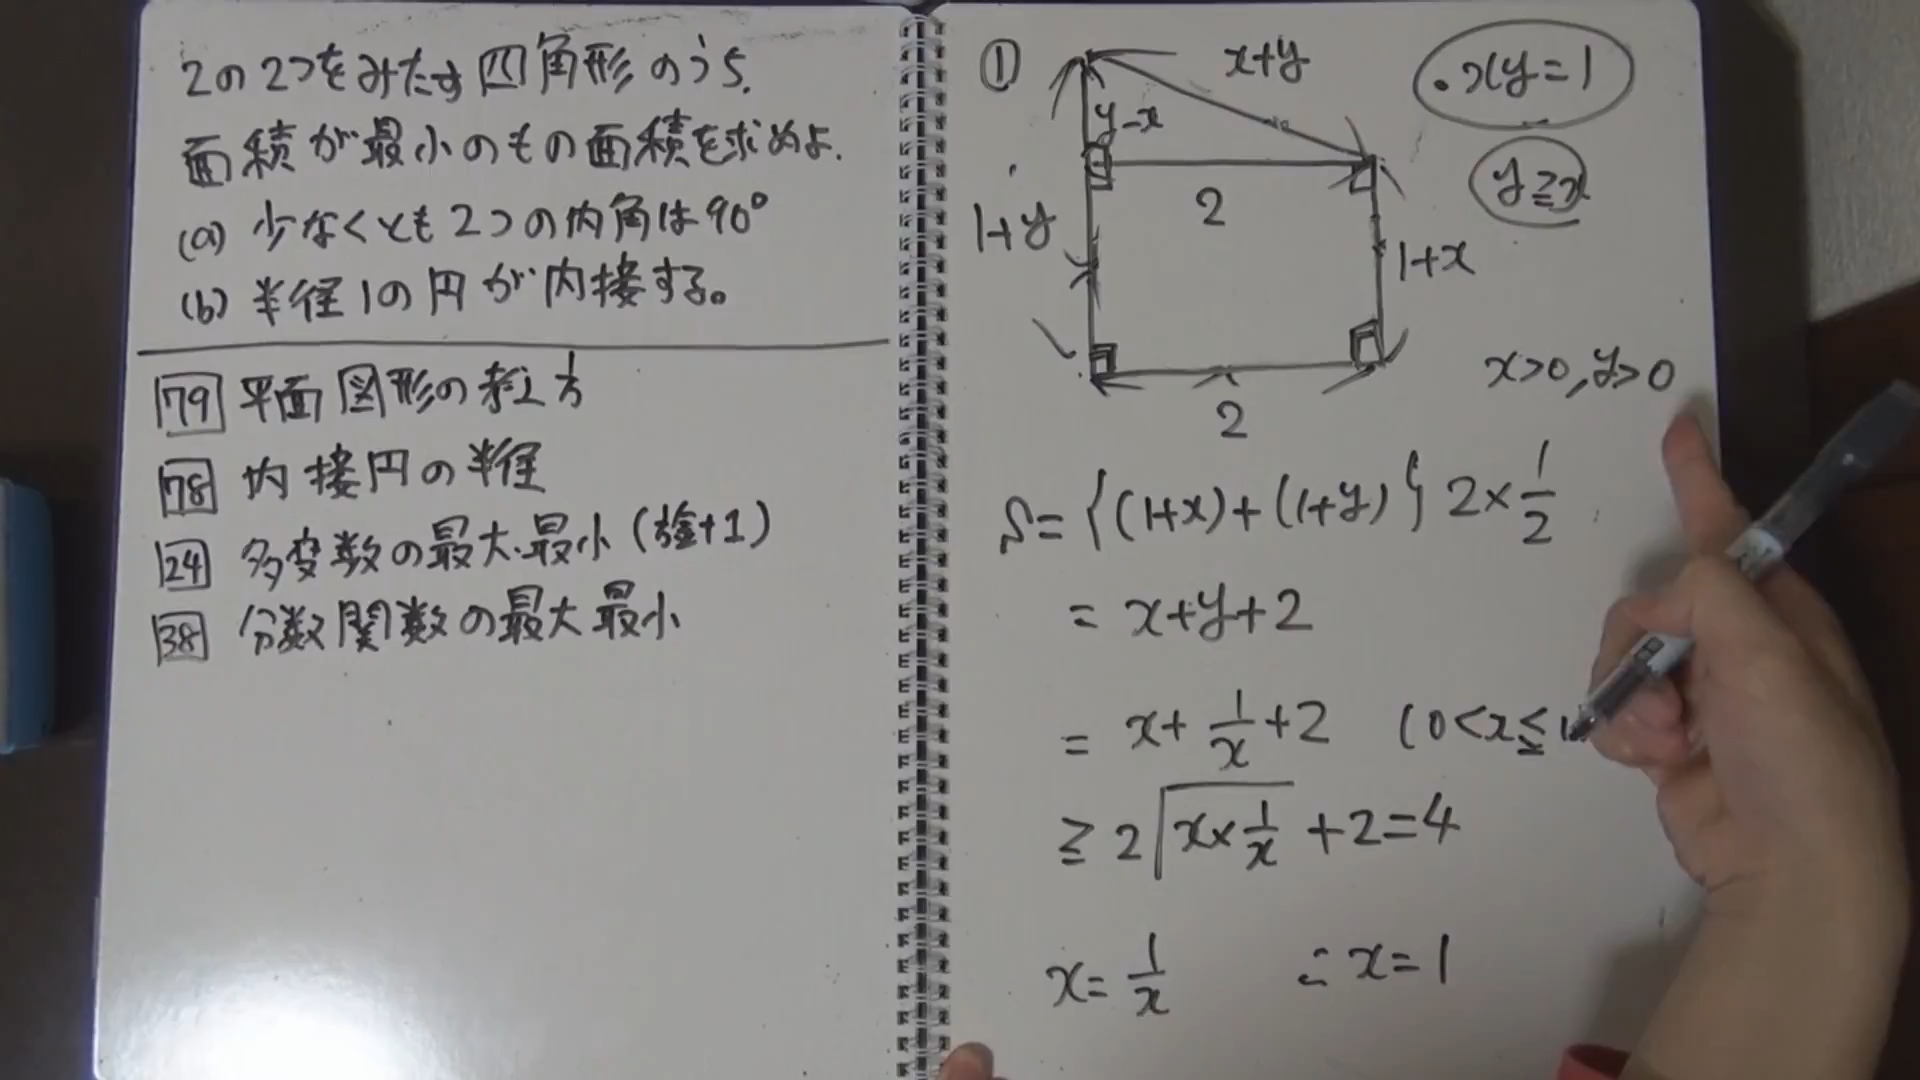 2の2つをみたす四角形のうち.
面積が最小のもの面積を求めよ.
(a) 少なくとも2つの内角は90°
(b) 半径1の円が内接する。
79 平面図形の考え方
78 内接円の半径
24 多変数の最大・最小
38 分数関数の最大最小
①
x+y
y-x
2
1+y
1+x
2
・xy=1
y≧x
x>0, y>0
S={(1+x)+(1+y)}2×1/2
=x+y+2
=x+1/x+2 (0<x≦1
≧2√x×1/x+2=4
x=1/x ∴x=1